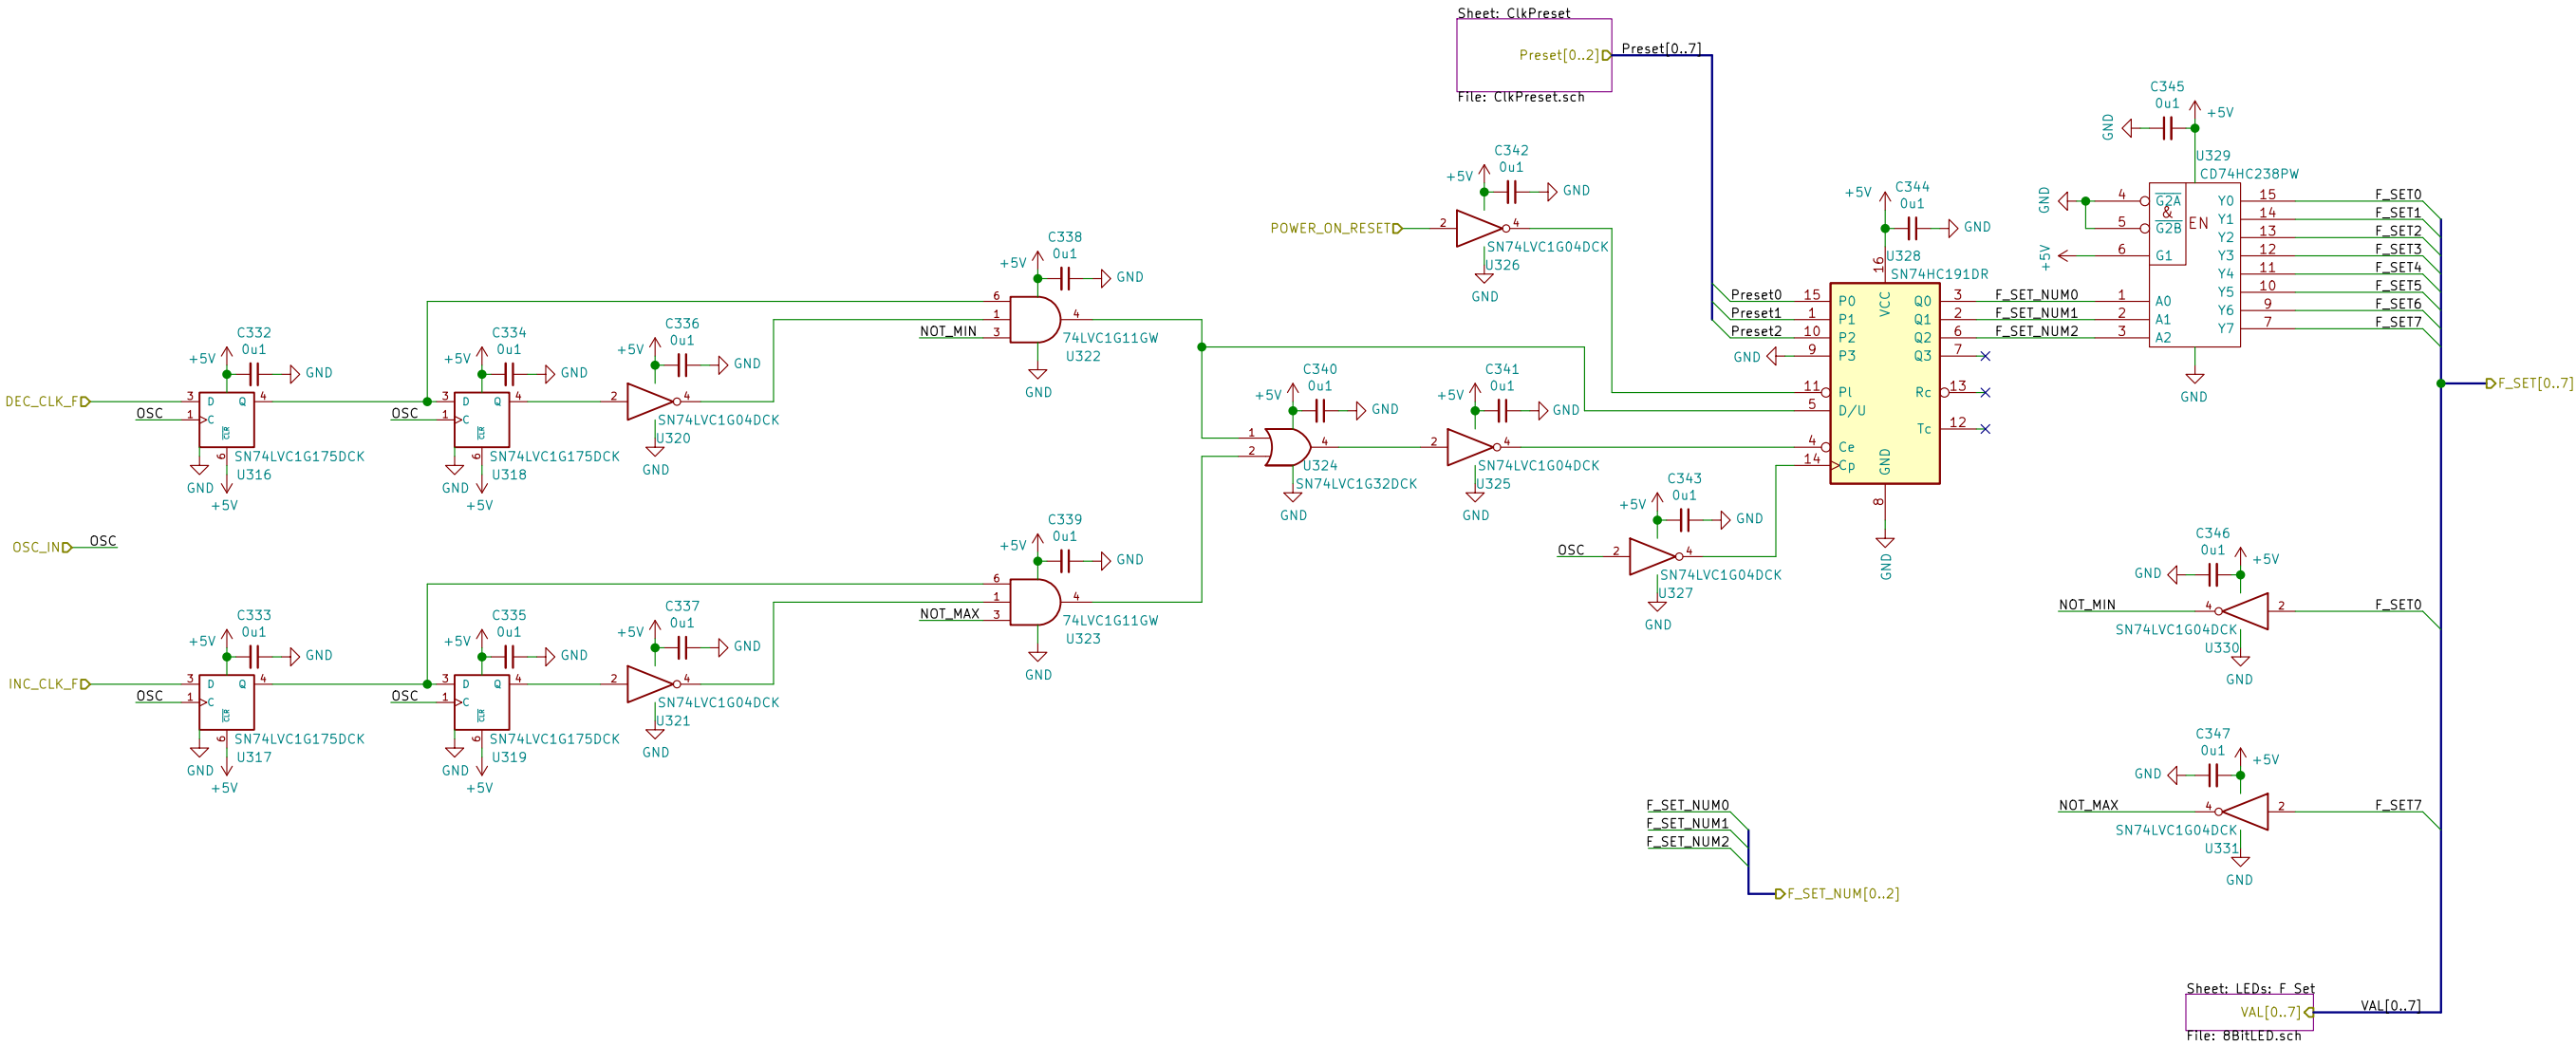 Sheet: ClkPreset
Preset[0..2]
Preset[0..7]
File: ClkPreset.sch
C345
0u1
+5V
GND
U329
CD74HC238PW
4 G2A
&
5 G2B
EN
6 G1
GND
+5V
1 A0
2 A1
3 A2
Y0 15 F_SET0
Y1 14 F_SET1
Y2 13 F_SET2
Y3 12 F_SET3
Y4 11 F_SET4
Y5 10 F_SET5
Y6 9 F_SET6
Y7 7 F_SET7
GND
F_SET[0..7]
C342
0u1
+5V
GND
POWER_ON_RESET
2 4
SN74LVC1G04DCK
U326
GND
C344
0u1
+5V
GND
U328
SN74HC191DR
16
VCC
Preset0 15 P0
Preset1 1 P1
Preset2 10 P2
GND 9 P3
11 Pl
5 D/U
4 Ce
14 Cp
Q0 3 F_SET_NUM0
Q1 2 F_SET_NUM1
Q2 6 F_SET_NUM2
Q3 7
Rc 13
Tc 12
GND
8
GND
C338
0u1
+5V
GND
6
1
NOT_MIN 3
4
74LVC1G11GW
U322
GND
C332
0u1
+5V
GND
DEC_CLK_F
3 D Q 4
OSC 1 C
CLR
6
SN74LVC1G175DCK
U316
GND
+5V
C334
0u1
+5V
GND
3 D Q 4
OSC 1 C
CLR
6
SN74LVC1G175DCK
U318
GND
+5V
C336
0u1
+5V
GND
2 4
SN74LVC1G04DCK
U320
GND
C340
0u1
+5V
GND
1
2
4
U324
SN74LVC1G32DCK
GND
C341
0u1
+5V
GND
2 4
SN74LVC1G04DCK
U325
GND
C343
0u1
+5V
GND
OSC 2 4
SN74LVC1G04DCK
U327
GND
OSC_IN OSC
C339
0u1
+5V
GND
6
1
NOT_MAX 3
4
74LVC1G11GW
U323
GND
C333
0u1
+5V
GND
INC_CLK_F
3 D Q 4
OSC 1 C
CLR
6
SN74LVC1G175DCK
U317
GND
+5V
C335
0u1
+5V
GND
3 D Q 4
OSC 1 C
CLR
6
SN74LVC1G175DCK
U319
GND
+5V
C337
0u1
+5V
GND
2 4
SN74LVC1G04DCK
U321
GND
C346
0u1
GND
+5V
NOT_MIN 4 2 F_SET0
SN74LVC1G04DCK
U330
GND
C347
0u1
GND
+5V
NOT_MAX 4 2 F_SET7
SN74LVC1G04DCK
U331
GND
F_SET_NUM0
F_SET_NUM1
F_SET_NUM2
F_SET_NUM[0..2]
Sheet: LEDs: F Set
VAL[0..7]
VAL[0..7]
File: 8BitLED.sch